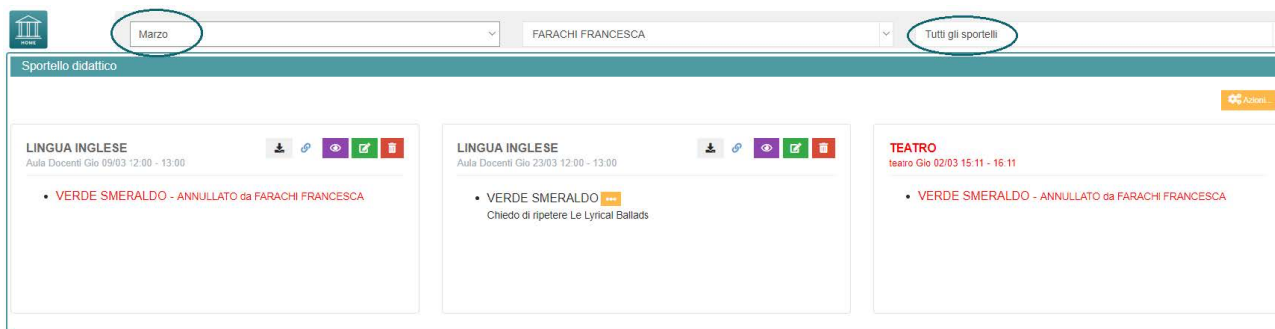 HOME
Marzo
FARACHI FRANCESCA
Tutti gli sportelli
Sportello didattico
Azioni...
LINGUA INGLESE
Aula Docenti Gio 09/03 12:00 - 13:00
• VERDE SMERALDO - ANNULLATO da FARACHI FRANCESCA
LINGUA INGLESE
Aula Docenti Gio 23/03 12:00 - 13:00
• VERDE SMERALDO
Chiedo di ripetere Le Lyrical Ballads
TEATRO
teatro Gio 02/03 15:11 - 16:11
• VERDE SMERALDO - ANNULLATO da FARACHI FRANCESCA